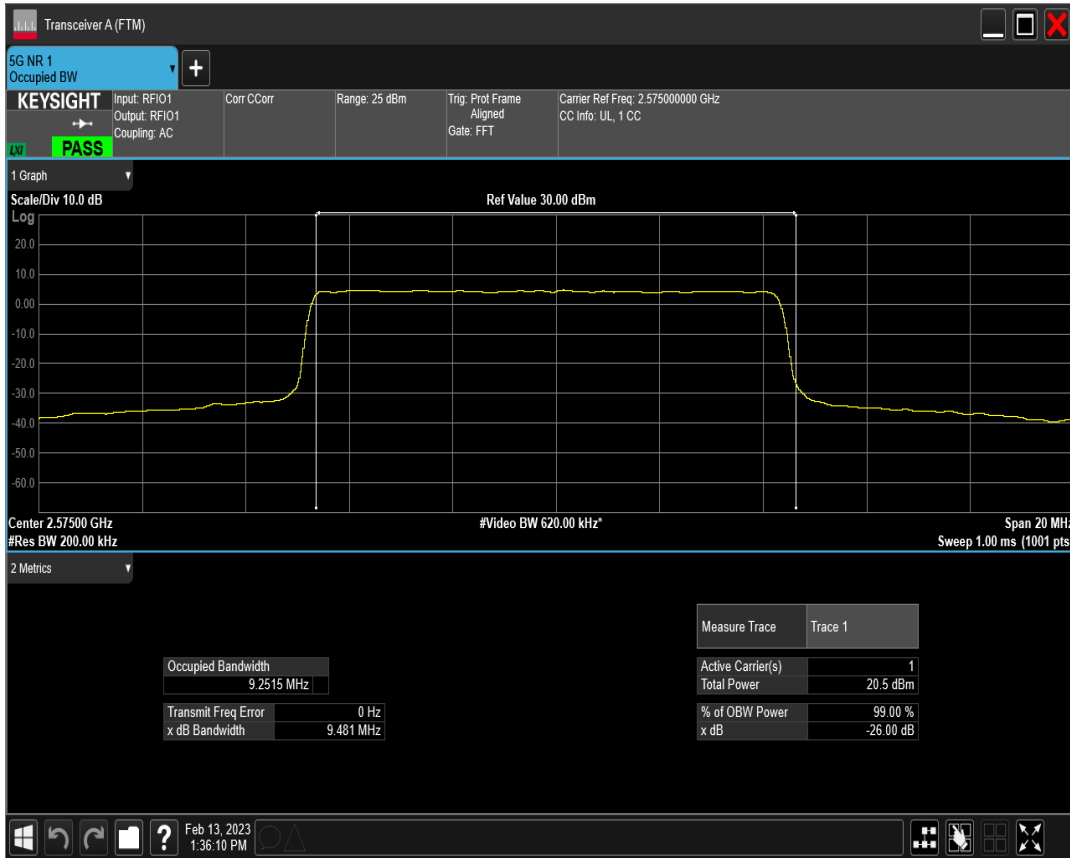 Transceiver A (FTM)
5G NR 1
Occupied BW
+
KEYSIGHT
LXI
PASS
Input: RFIO1
Output: RFIO1
Coupling: AC
Corr CCorr
Range: 25 dBm
Trig: Prot Frame
Aligned
Gate: FFT
Carrier Ref Freq: 2.575000000 GHz
CC Info: UL, 1 CC
1 Graph
Scale/Div 10.0 dB
Ref Value 30.00 dBm
Log
20.0
10.0
0.00
-10.0
-20.0
-30.0
-40.0
-50.0
-60.0
Center 2.57500 GHz
#Video BW 620.00 kHz*
Span 20 MHz
#Res BW 200.00 kHz
Sweep 1.00 ms (1001 pts
2 Metrics
Measure Trace Trace 1
Occupied Bandwidth
9.2515 MHz
Active Carrier(s) 1
Total Power 20.5 dBm
Transmit Freq Error 0 Hz
x dB Bandwidth 9.481 MHz
% of OBW Power 99.00 %
x dB -26.00 dB
?
Feb 13, 2023
1:36:10 PM